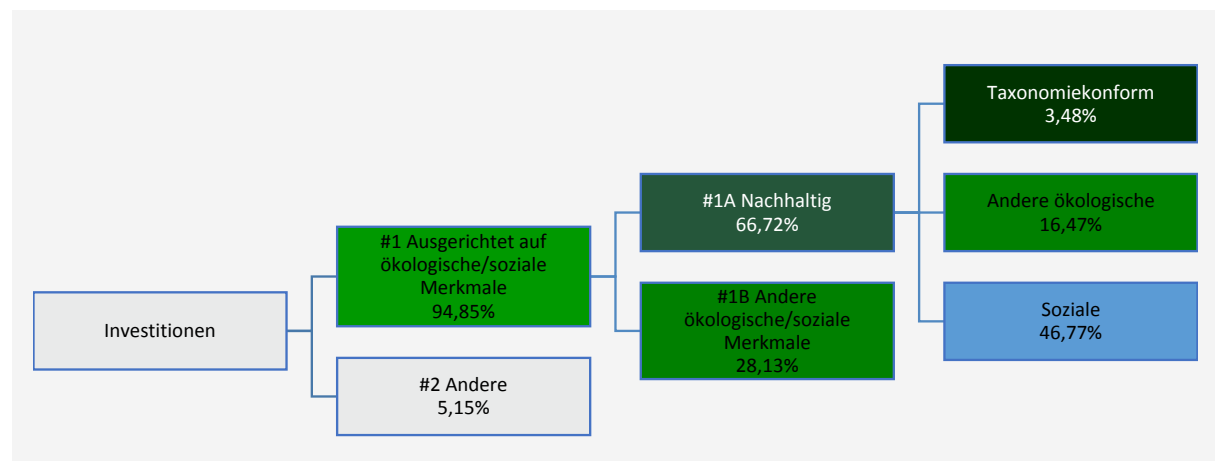 Investitionen
#1 Ausgerichtet auf
ökologische/soziale
Merkmale
94,85%
#2 Andere
5,15%
#1A Nachhaltig
66,72%
#1B Andere
ökologische/soziale
Merkmale
28,13%
Taxonomiekonform
3,48%
Andere ökologische
16,47%
Soziale
46,77%